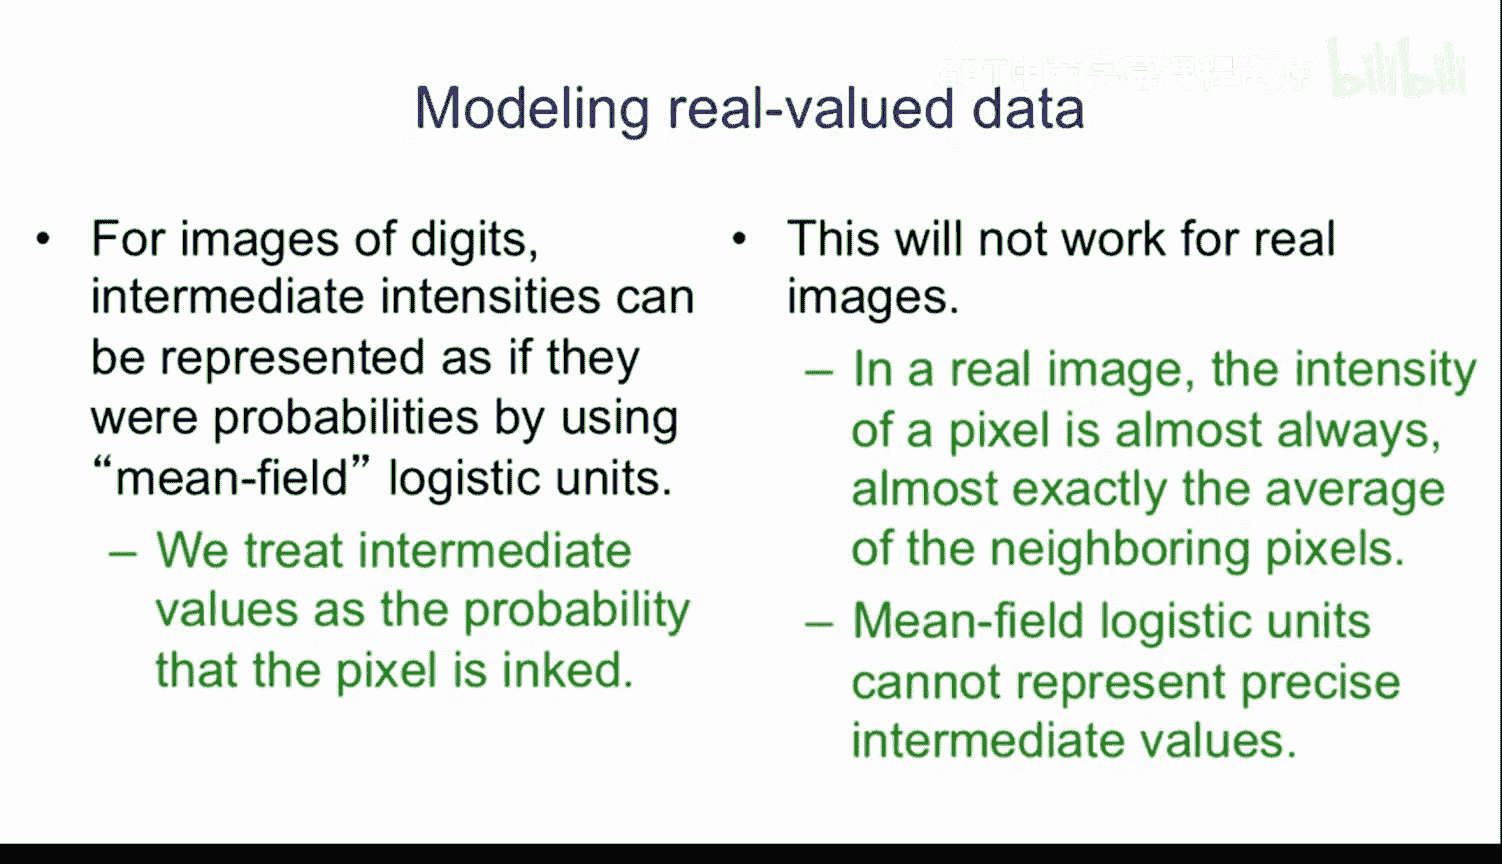 bilibili
Modeling real-valued data
• For images of digits,
intermediate intensities can
be represented as if they
were probabilities by using
“mean-field” logistic units.
– We treat intermediate
values as the probability
that the pixel is inked.
• This will not work for real
images.
– In a real image, the intensity
of a pixel is almost always,
almost exactly the average
of the neighboring pixels.
– Mean-field logistic units
cannot represent precise
intermediate values.